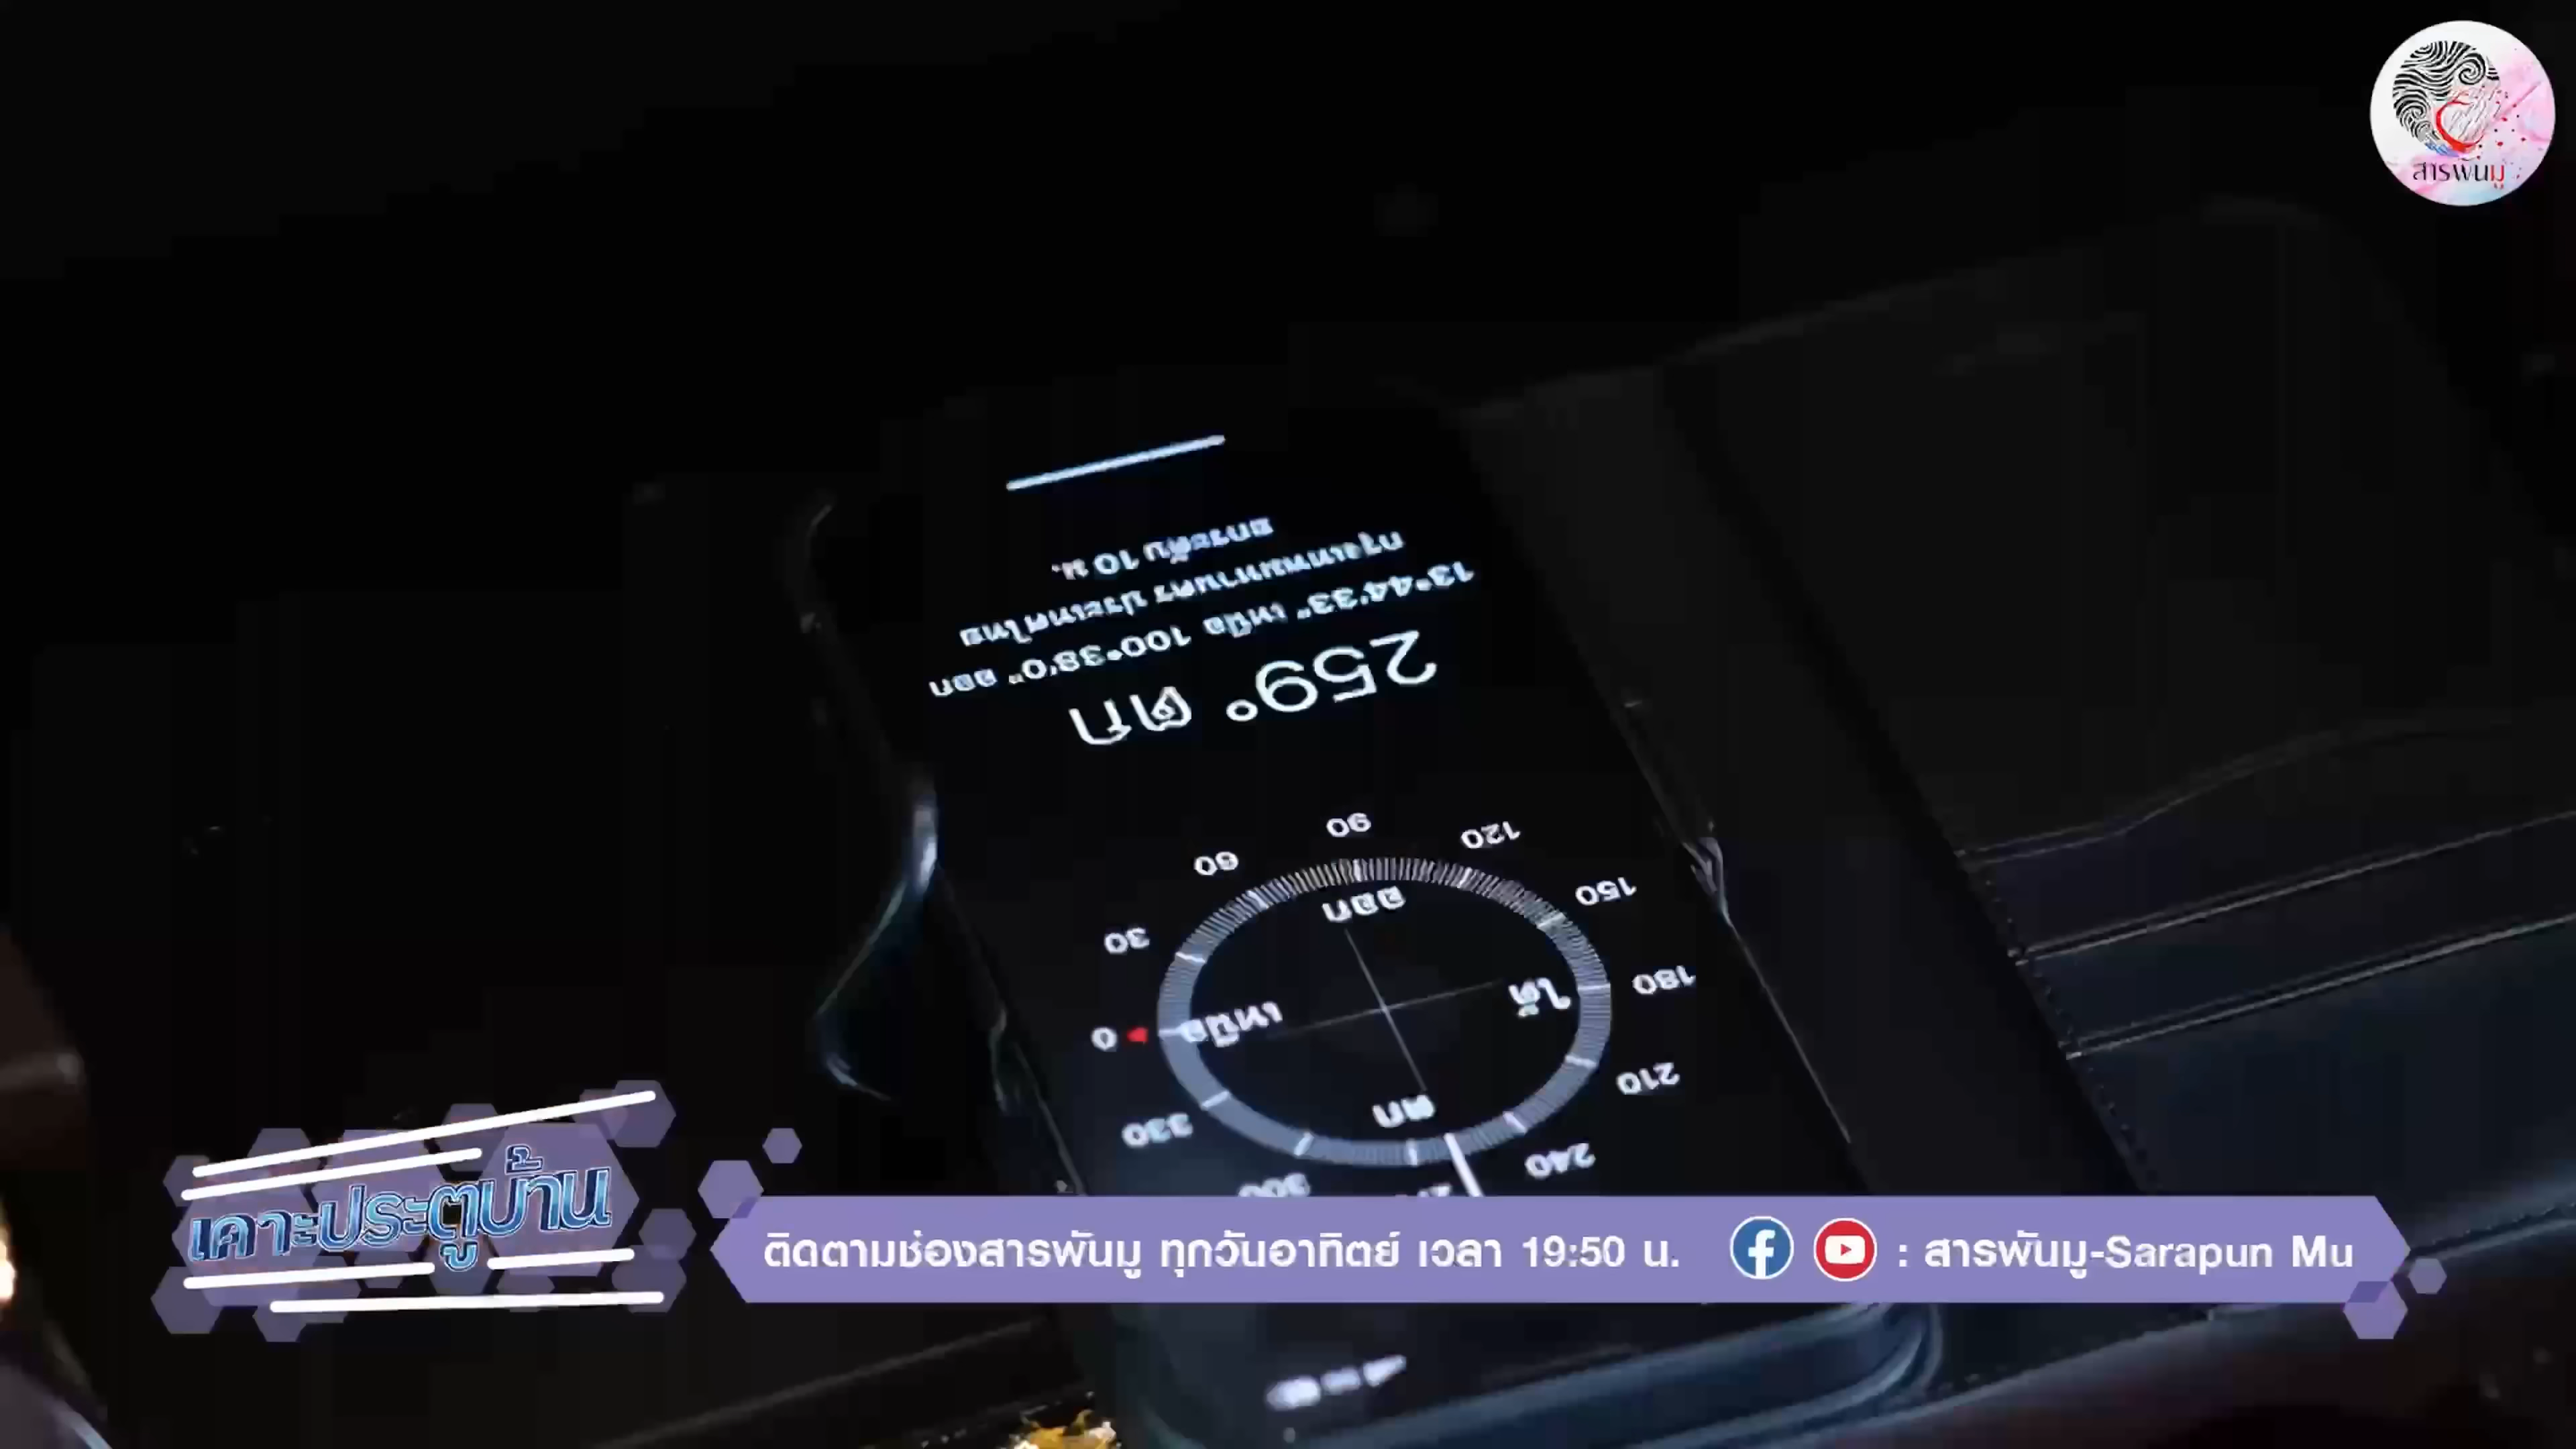 สารพันมู
ยกระดับ 10 ม.
กรุงเทพมหานคร ประเทศไทย
13°44'33" เหนือ 100°38'0" ออก
259° ตก
90
60
120
30
150
ออก
0
เหนือ
ใต้
180
330
ตก
210
300
240
เคาะประตูบ้าน
ติดตามช่องสารพันมู ทุกวันอาทิตย์ เวลา 19:50 น.
: สารพันมู-Sarapun Mu